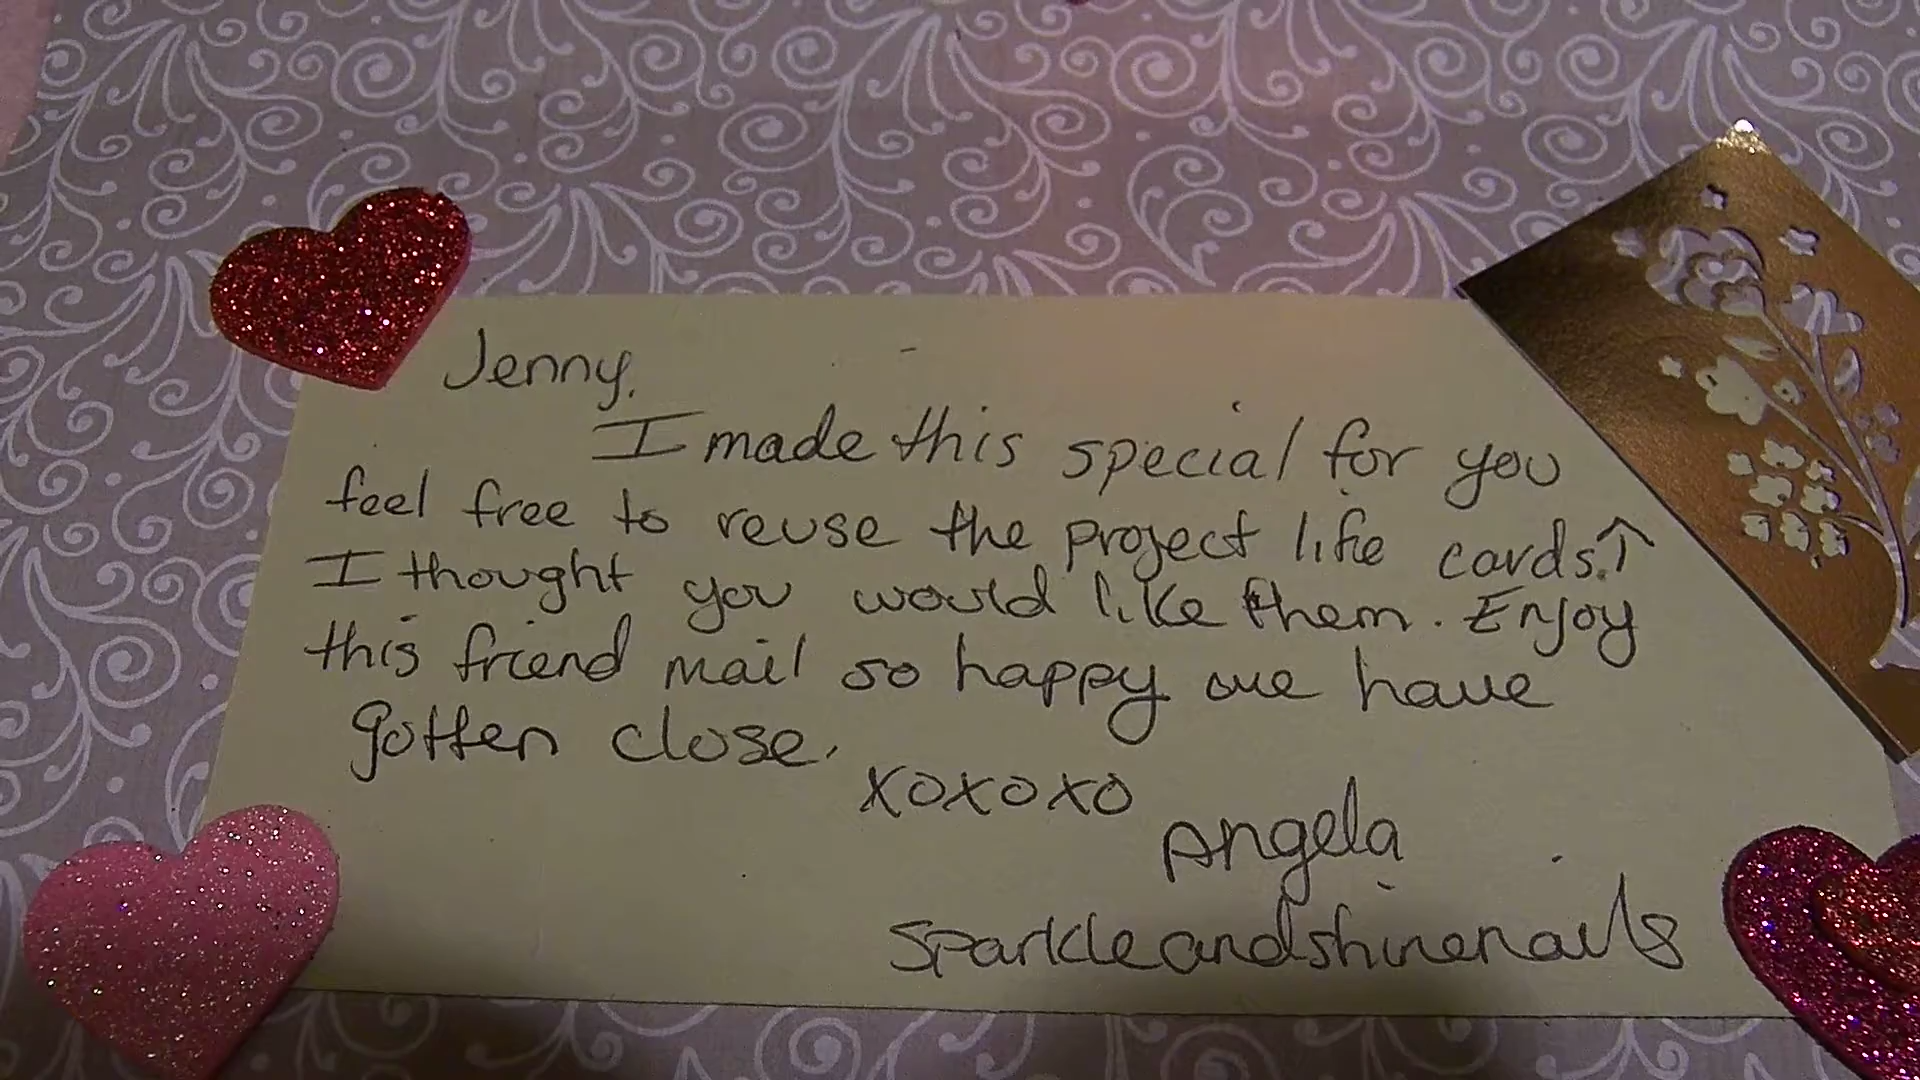 Jenny,
I made this special for you
feel free to reuse the project life cards.↑
I thought you would like them. Enjoy
this friend mail so happy we have
gotten close.
xoxoxo
Angela
Sparkleandshinenails